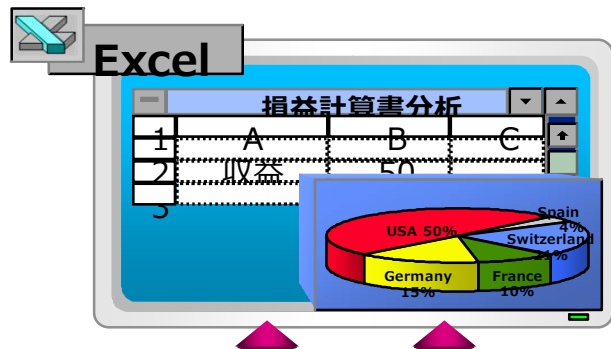 Excel
損益計算書分析
A B C
1
2 収益 50
3
Spain
4%
USA 50%
Switzerland
21%
Germany
15%
France
10%